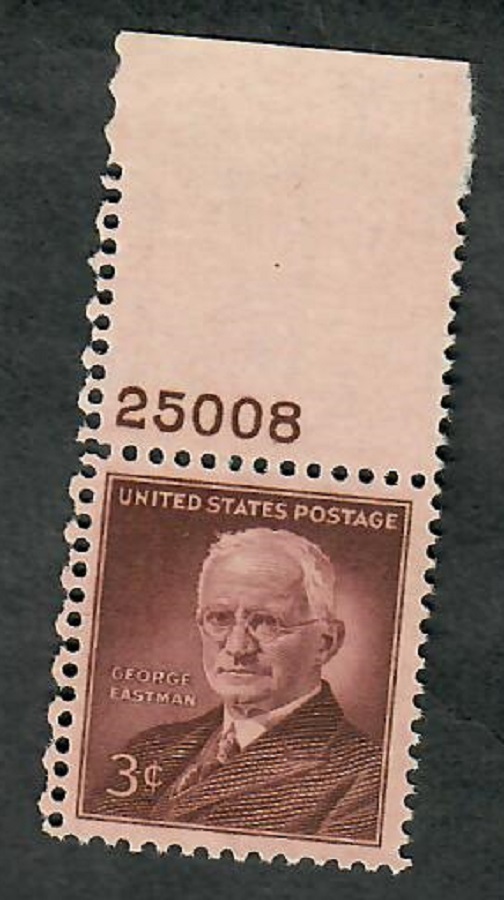 25008
UNITED STATES POSTAGE
GEORGE
EASTMAN
3¢